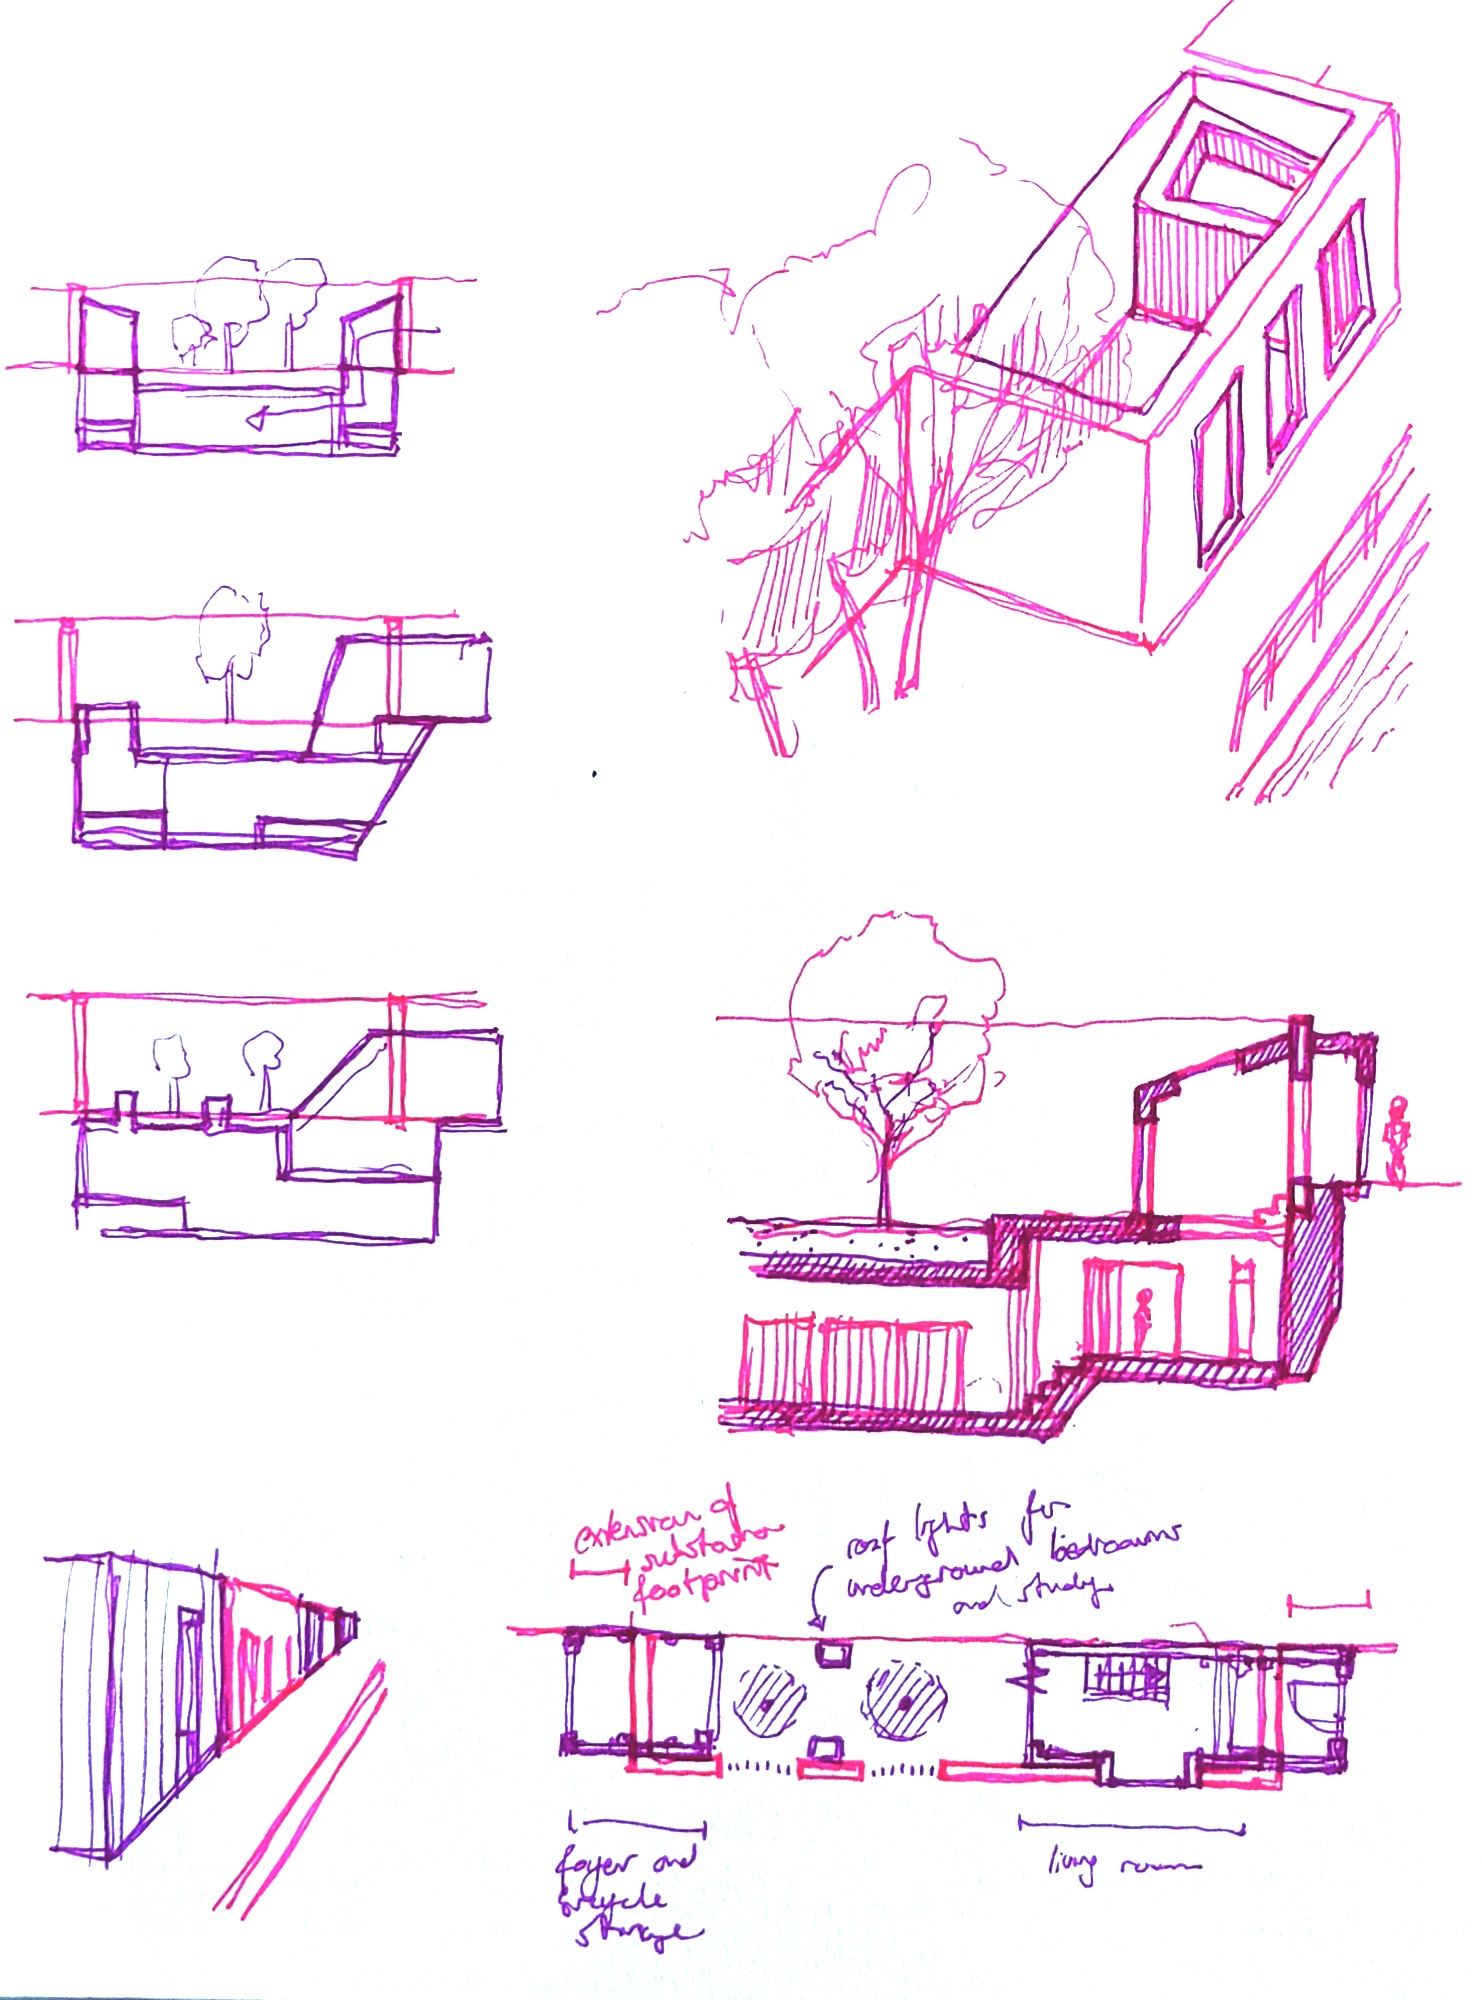 extension of
substation
footprint
roof lights for
underground bedrooms
and study
foyer and
bicycle
storage
living room